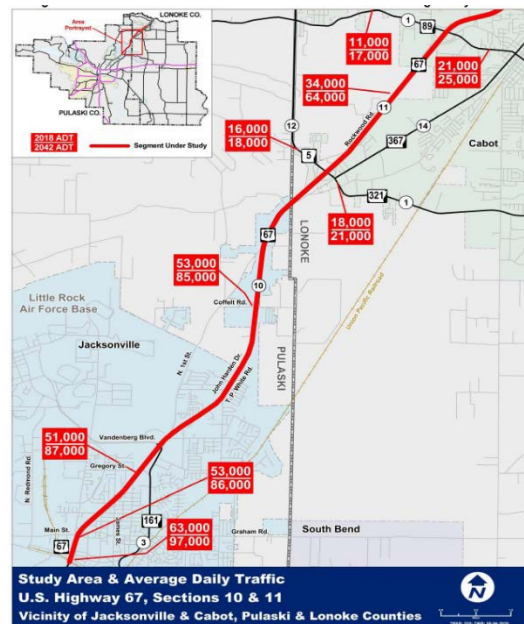 LONOKE CO.
Area
Portrayed
PULASKI CO.
2018 ADT
2042 ADT
Segment Under Study
1
89
11,000
17,000
67
21,000
25,000
34,000
64,000
11
Rockwood Rd.
12
14
16,000
18,000
367
5
Cabot
321
1
18,000
21,000
67
LONOKE
53,000
85,000
10
Coffelt Rd.
Union Pacific Railroad
Little Rock
Air Force Base
PULASKI
Jacksonville
N. 1st St.
John Harden Dr.
T. P. White Rd.
Vandenberg Blvd.
51,000
87,000
Gregory St.
53,000
86,000
N. Redmond Rd.
161
Main St.
63,000
97,000
67
3
Graham Rd.
South Bend
Study Area & Average Daily Traffic
U.S. Highway 67, Sections 10 & 11
Vicinity of Jacksonville & Cabot, Pulaski & Lonoke Counties
N